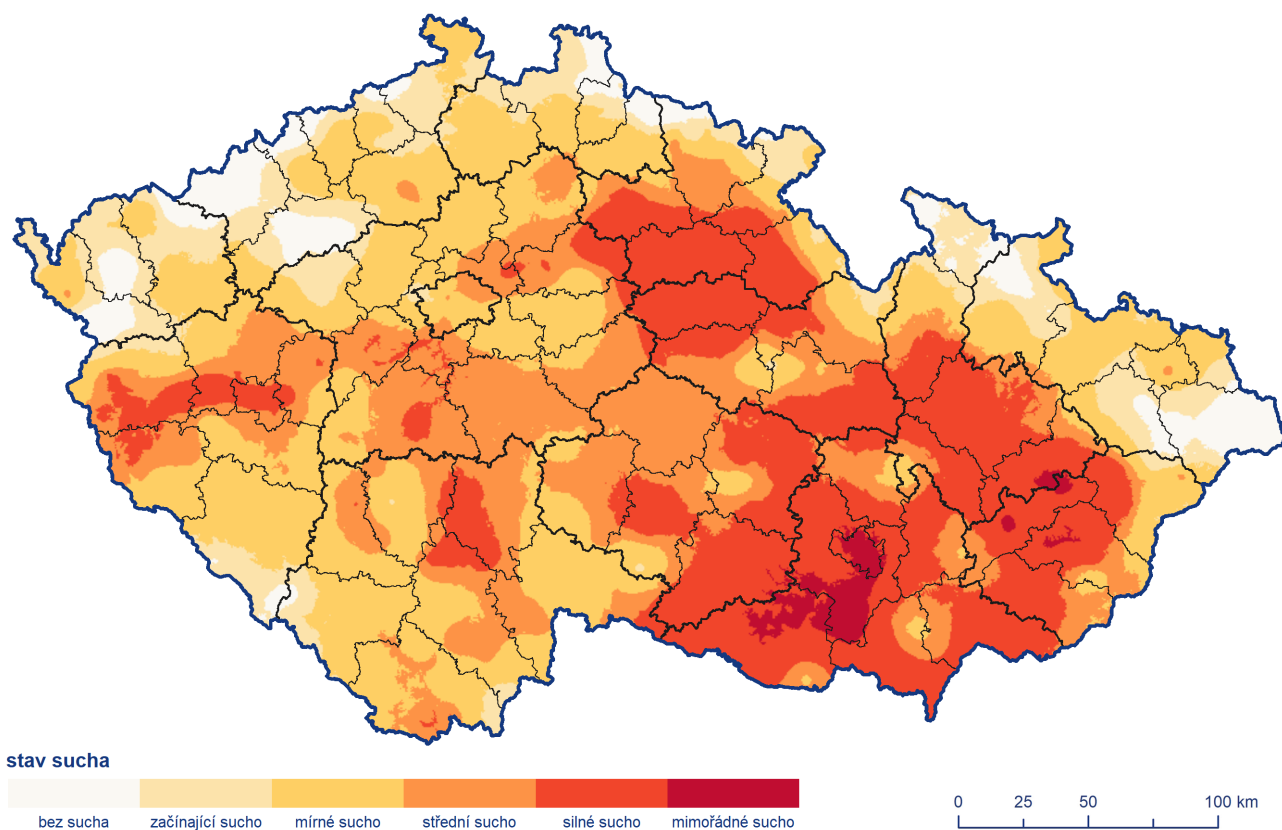 stav sucha
bez sucha začínající sucho mírné sucho střední sucho silné sucho mimořádné sucho
0 25 50 100 km